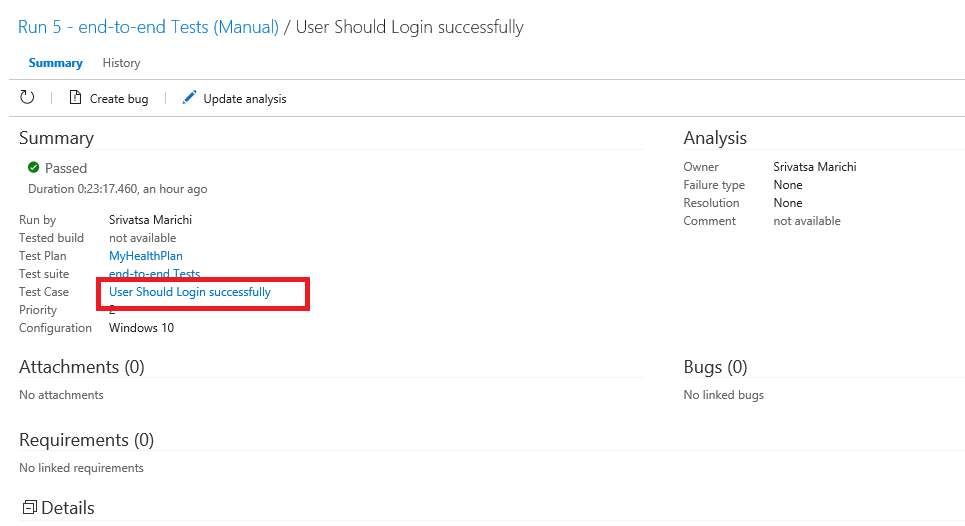 Run 5 - end-to-end Tests (Manual) / User Should Login successfully
Summary History
Create bug Update analysis
Summary
Passed
Duration 0:23:17.460, an hour ago
Run by Srivatsa Marichi
Tested build not available
Test Plan MyHealthPlan
Test suite end-to-end Tests
Test Case User Should Login successfully
Priority 2
Configuration Windows 10
Analysis
Owner Srivatsa Marichi
Failure type None
Resolution None
Comment not available
Attachments (0)
No attachments
Bugs (0)
No linked bugs
Requirements (0)
No linked requirements
Details